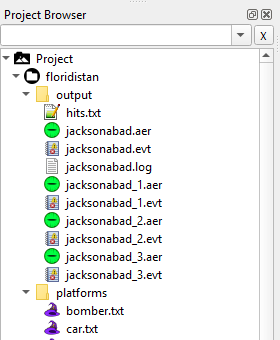 Project Browser
X
Project
floridistan
output
hits.txt
jacksonabad.aer
jacksonabad.evt
jacksonabad.log
jacksonabad_1.aer
jacksonabad_1.evt
jacksonabad_2.aer
jacksonabad_2.evt
jacksonabad_3.aer
jacksonabad_3.evt
platforms
bomber.txt
car.txt